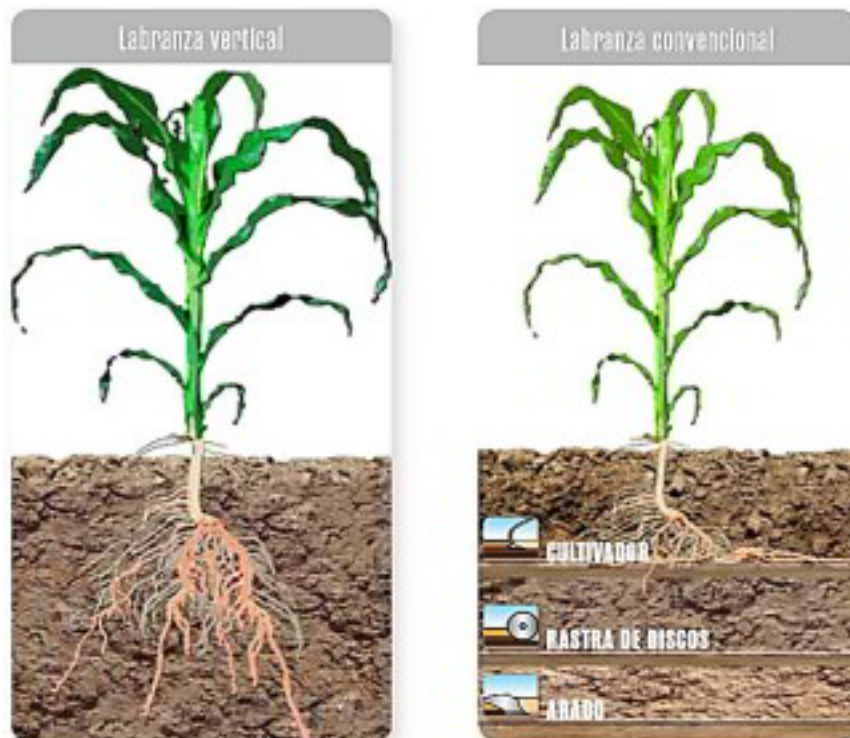 Labranza vertical
Labranza convencional
CULTIVADOR
RASTRA DE DISCOS
ARADO